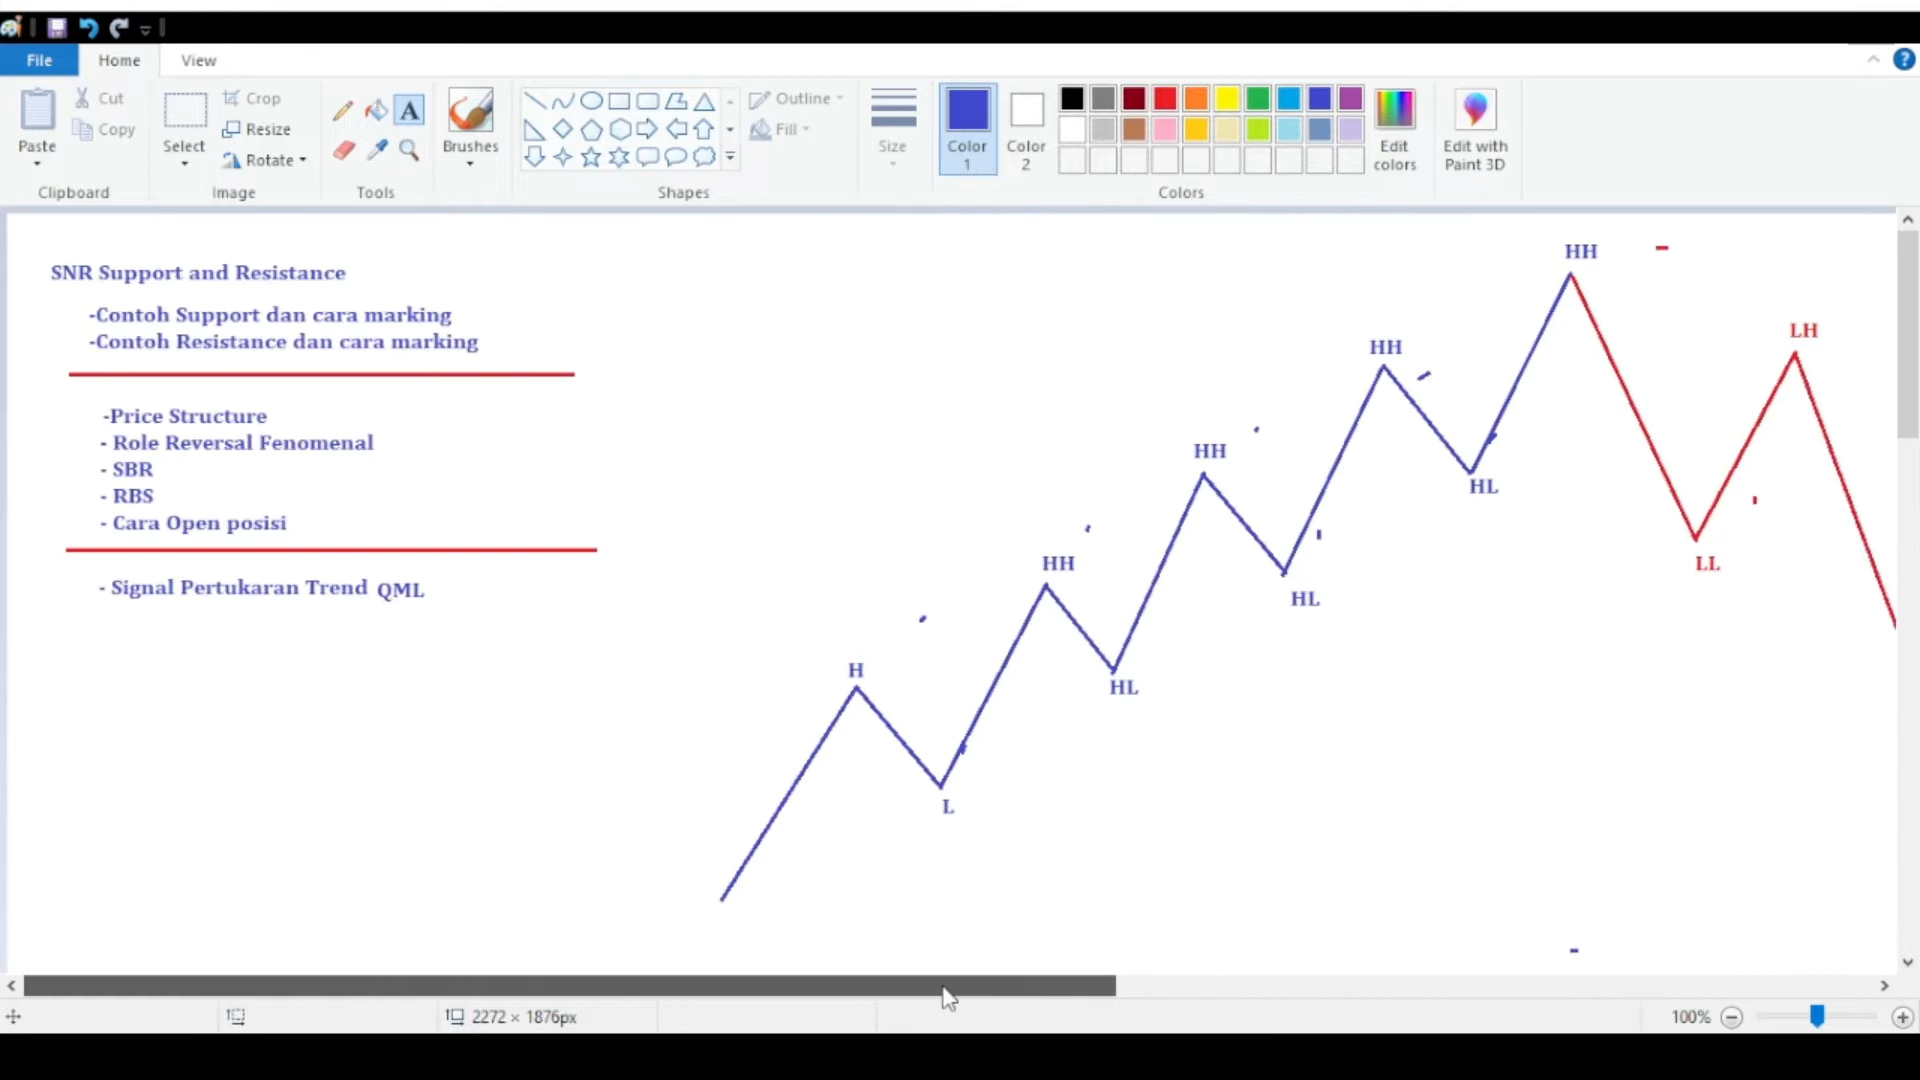 File Home View
Paste
Cut
Copy
Clipboard
Select
Crop
Resize
Rotate
Image
A
Tools
Brushes
Shapes
Outline
Fill
Size
Color 1
Color 2
Edit colors
Edit with Paint 3D
Colors
SNR Support and Resistance
-Contoh Support dan cara marking
-Contoh Resistance dan cara marking
-Price Structure
- Role Reversal Fenomenal
- SBR
- RBS
- Cara Open posisi
- Signal Pertukaran Trend QML
HH
LH
HH
HL
HH
LL
HH
HL
H
HL
L
2272 × 1876px
100%